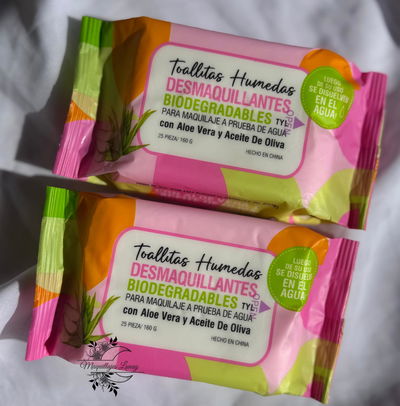 Toallitas Humedas
DESMAQUILLANTES
BIODEGRADABLES TYL
OPEN
PARA MAQUILLAJE A PRUEBA DE AGUA
con Aloe Vera y Aceite De Oliva
25 PIEZA/ 160 G
HECHO EN CHINA
LUEGO
DE SU USO
SE DISUELVEN
EN EL
AGUA
Toallitas Humedas
DESMAQUILLANTES
BIODEGRADABLES TYL
OPEN
PARA MAQUILLAJE A PRUEBA DE AGUA
con Aloe Vera y Aceite De Oliva
25 PIEZA/ 160 G
HECHO EN CHINA
LUEGO
DE SU USO
SE DISUELVEN
EN EL
AGUA